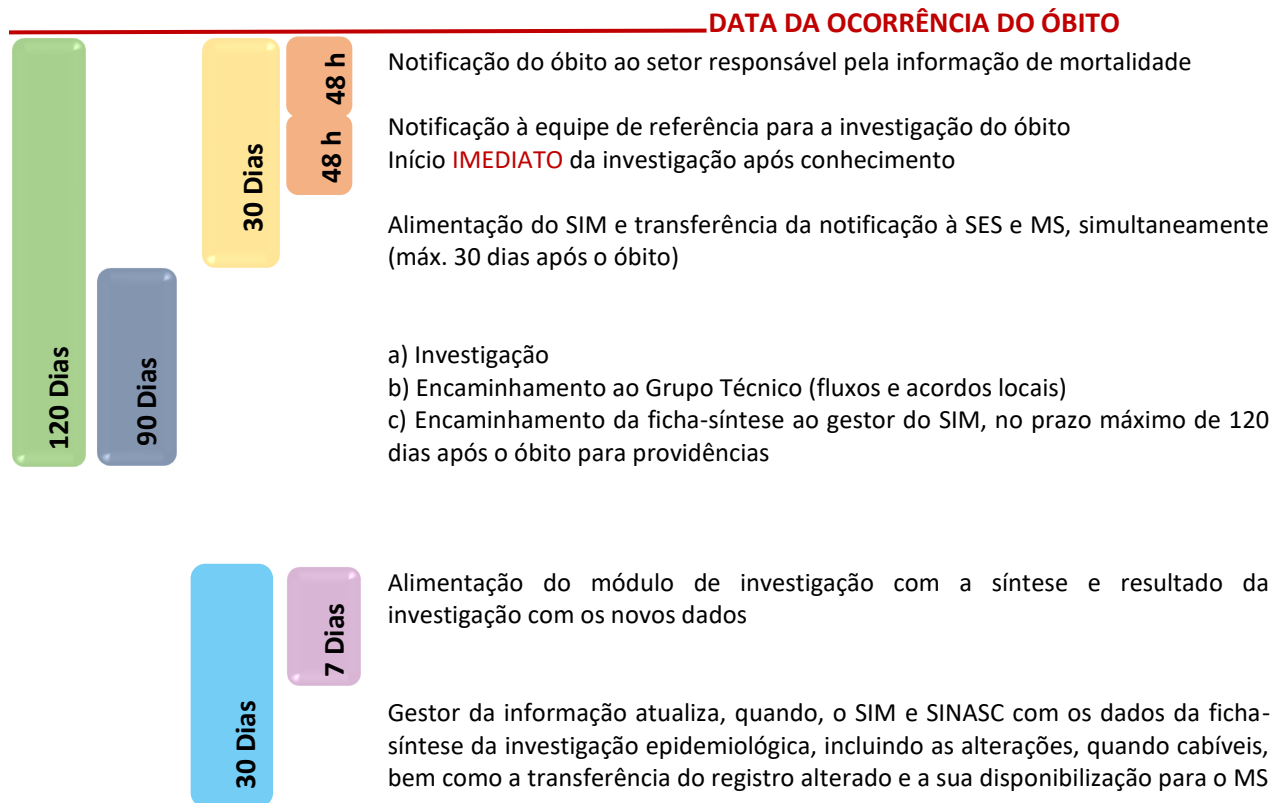 DATA DA OCORRÊNCIA DO ÓBITO
48 h
Notificação do óbito ao setor responsável pela informação de mortalidade
48 h
Notificação à equipe de referência para a investigação do óbito
Início IMEDIATO da investigação após conhecimento
30 Dias
Alimentação do SIM e transferência da notificação à SES e MS, simultaneamente
(máx. 30 dias após o óbito)
120 Dias
90 Dias
a) Investigação
b) Encaminhamento ao Grupo Técnico (fluxos e acordos locais)
c) Encaminhamento da ficha-síntese ao gestor do SIM, no prazo máximo de 120
dias após o óbito para providências
7 Dias
Alimentação do módulo de investigação com a síntese e resultado da
investigação com os novos dados
30 Dias
Gestor da informação atualiza, quando, o SIM e SINASC com os dados da ficha-
síntese da investigação epidemiológica, incluindo as alterações, quando cabíveis,
bem como a transferência do registro alterado e a sua disponibilização para o MS